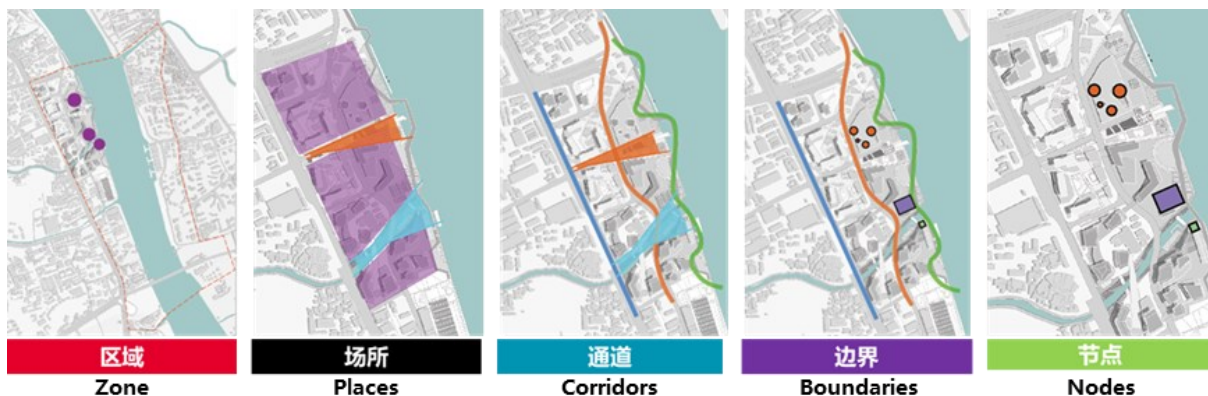 区域
场所
通道
边界
节点
Zone
Places
Corridors
Boundaries
Nodes